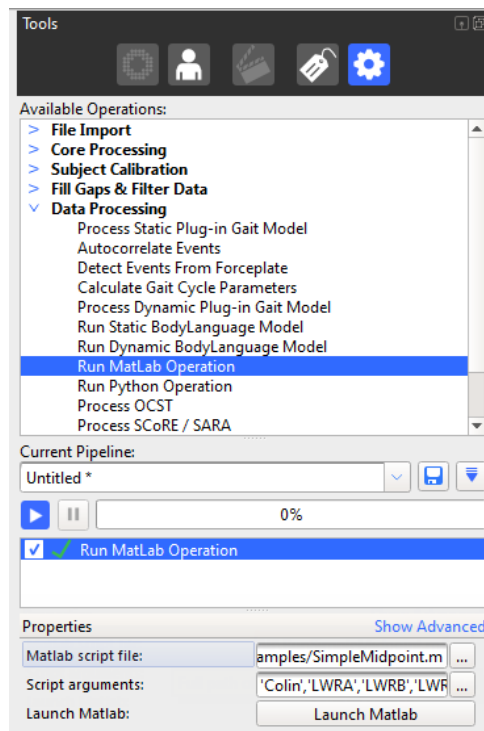 Tools
Available Operations:
> File Import
> Core Processing
> Subject Calibration
> Fill Gaps & Filter Data
Data Processing
Process Static Plug-in Gait Model
Autocorrelate Events
Detect Events From Forceplate
Calculate Gait Cycle Parameters
Process Dynamic Plug-in Gait Model
Run Static BodyLanguage Model
Run Dynamic BodyLanguage Model
Run MatLab Operation
Run Python Operation
Process OCST
Process SCoRE / SARA
Current Pipeline:
Untitled *
0%
Run MatLab Operation
Properties Show Advanced
Matlab script file: amples/SimpleMidpoint.m ...
Script arguments: 'Colin','LWRA','LWRB','LWR ...
Launch Matlab: Launch Matlab